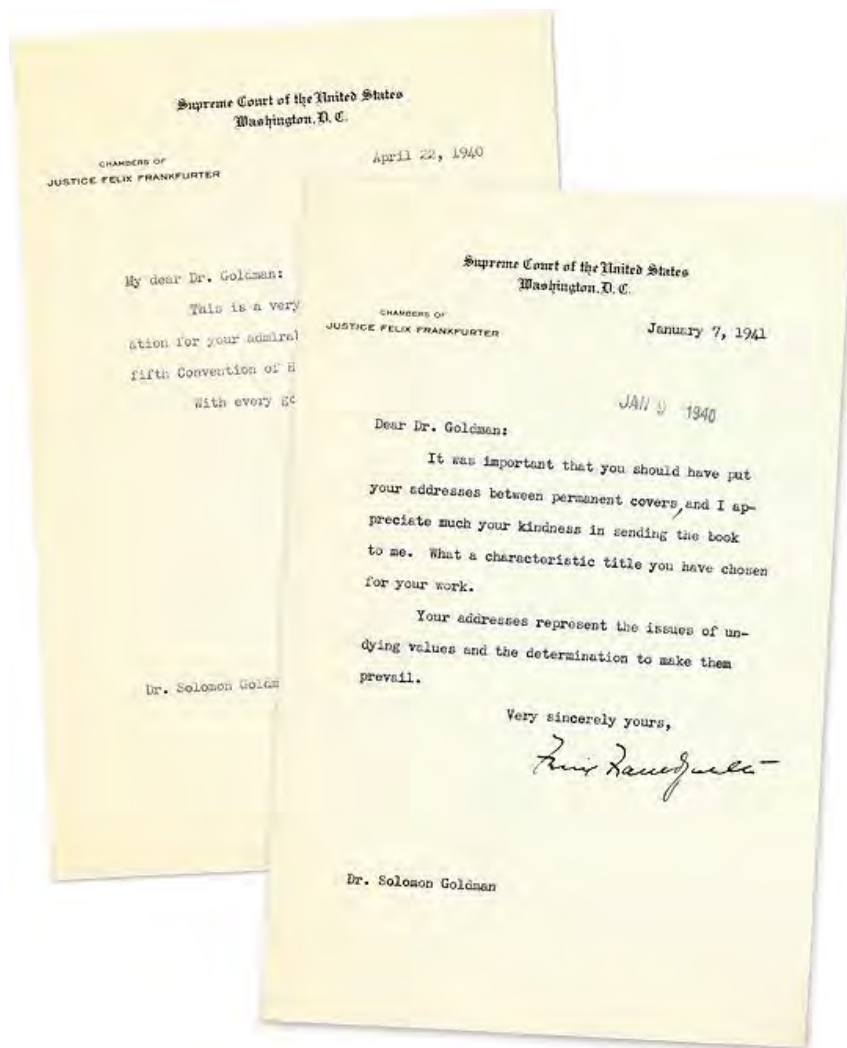 Supreme Court of the United States
Washington, D. C.
CHAMBERS OF
JUSTICE FELIX FRANKFURTER
April 22, 1940
My dear Dr. Goldman:
This is a very
ation for your admiral
fifth Convention of H
With every go
Dr. Solomon Goldm
Supreme Court of the United States
Washington, D. C.
CHAMBERS OF
JUSTICE FELIX FRANKFURTER
January 7, 1941
JAN 9 1940
Dear Dr. Goldman:
It was important that you should have put
your addresses between permanent covers, and I ap-
preciate much your kindness in sending the book
to me. What a characteristic title you have chosen
for your work.
Your addresses represent the issues of un-
dying values and the determination to make them
prevail.
Very sincerely yours,
Felix Frankfurter
Dr. Solomon Goldman